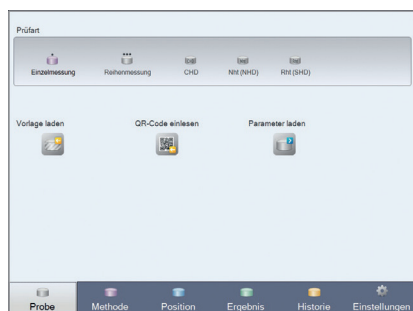 Prüfart
Einzelmessung Reihenmessung CHD Nht (NHD) Rht (SHD)
Vorlage laden QR-Code einlesen Parameter laden
Probe Methode Position Ergebnis Historie Einstellungen